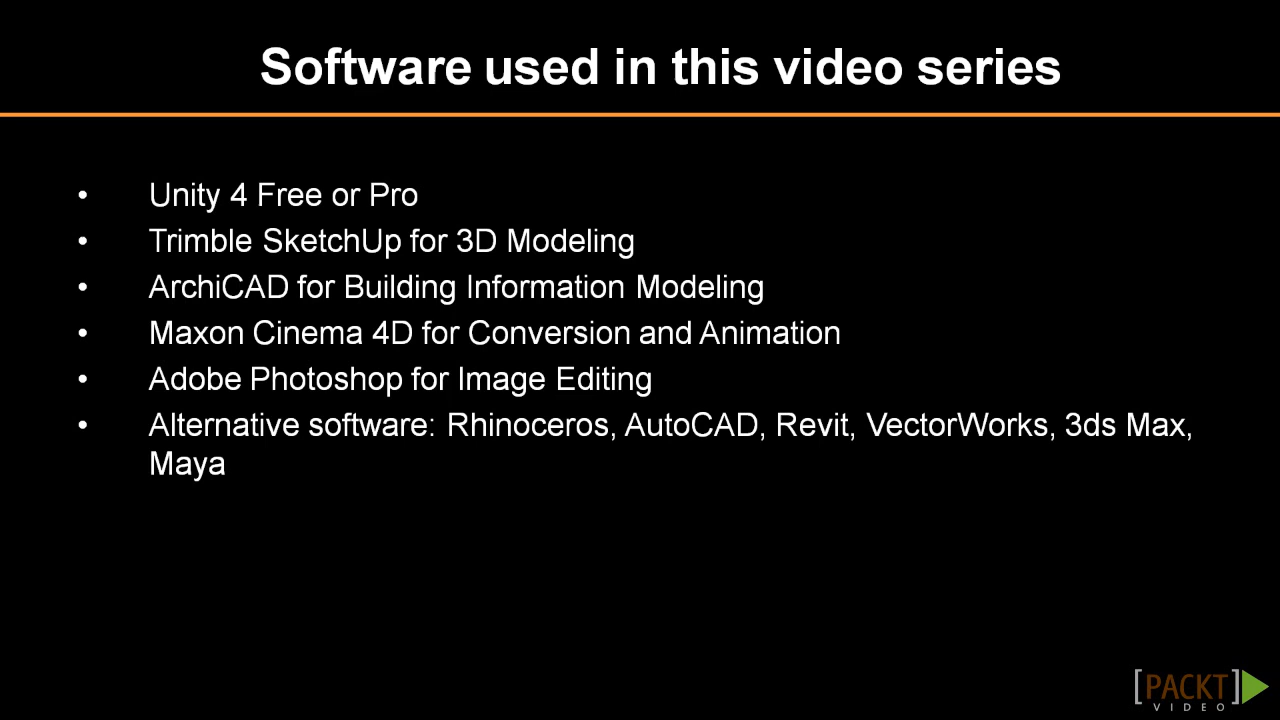 Software used in this video series
• Unity 4 Free or Pro
• Trimble SketchUp for 3D Modeling
• ArchiCAD for Building Information Modeling
• Maxon Cinema 4D for Conversion and Animation
• Adobe Photoshop for Image Editing
• Alternative software: Rhinoceros, AutoCAD, Revit, VectorWorks, 3ds Max,
Maya
[PACKT]
VIDEO